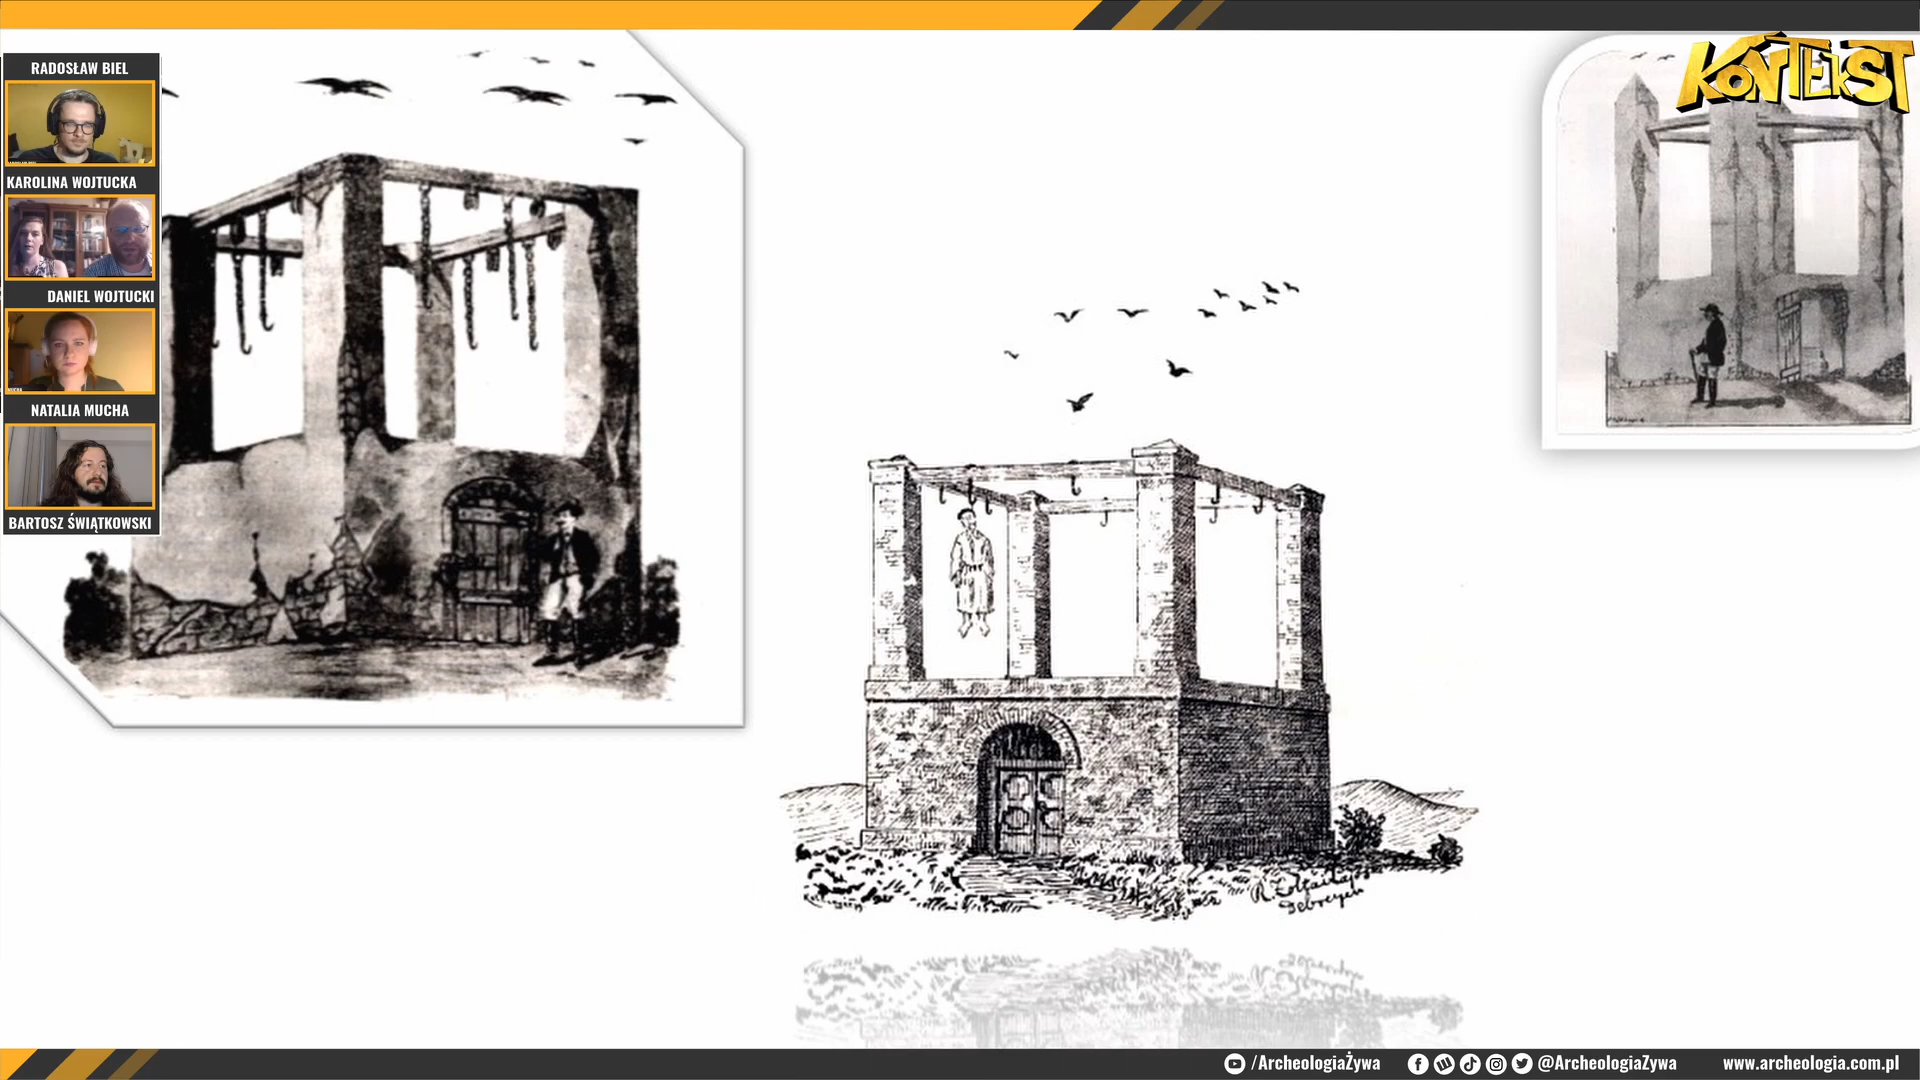 RADOSŁAW BIEL
KAROLINA WOJTUCKA
DANIEL WOJTUCKI
NATALIA MUCHA
BARTOSZ ŚWIĄTKOWSKI
KONTEKST
/ArcheologiaŻywa
@ArcheologiaZywa
www.archeologia.com.pl